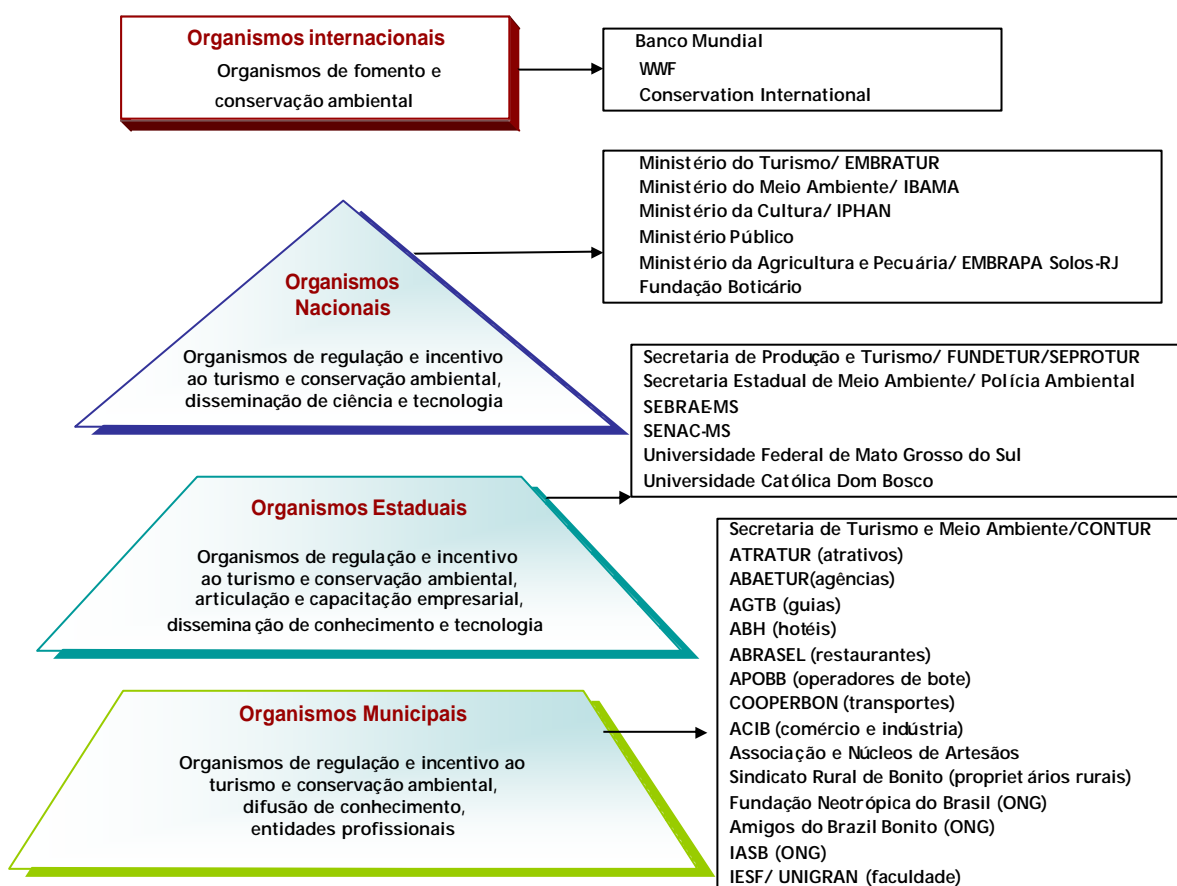 Organismos internacionais
Organismos de fomento e
conservação ambiental
Banco Mundial
WWF
Conservation International
Organismos
Nacionais
Organismos de regulação e incentivo
ao turismo e conservação ambiental,
disseminação de ciência e tecnologia
Ministério do Turismo/ EMBRATUR
Ministério do Meio Ambiente/ IBAMA
Ministério da Cultura/ IPHAN
Ministério Público
Ministério da Agricultura e Pecuária/ EMBRAPA Solos-RJ
Fundação Boticário
Organismos Estaduais
Organismos de regulação e incentivo
ao turismo e conservação ambiental,
articulação e capacitação empresarial,
disseminação de conhecimento e tecnologia
Secretaria de Produção e Turismo/ FUNDETUR/SEPROTUR
Secretaria Estadual de Meio Ambiente/ Polícia Ambiental
SEBRAE-MS
SENAC-MS
Universidade Federal de Mato Grosso do Sul
Universidade Católica Dom Bosco
Organismos Municipais
Organismos de regulação e incentivo ao
turismo e conservação ambiental,
difusão de conhecimento,
entidades profissionais
Secretaria de Turismo e Meio Ambiente/CONTUR
ATRATUR (atrativos)
ABAETUR(agências)
AGTB (guias)
ABH (hotéis)
ABRASEL (restaurantes)
APOBB (operadores de bote)
COOPERBON (transportes)
ACIB (comércio e indústria)
Associação e Núcleos de Artesãos
Sindicato Rural de Bonito (proprietários rurais)
Fundação Neotrópica do Brasil (ONG)
Amigos do Brazil Bonito (ONG)
IASB (ONG)
IESF/ UNIGRAN (faculdade)